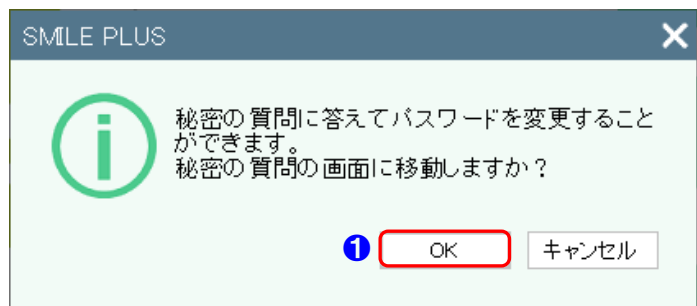 SMILE PLUS
秘密の質問に答えてパスワードを変更すること
ができます。
秘密の質問の画面に移動しますか？
1 OK キャンセル